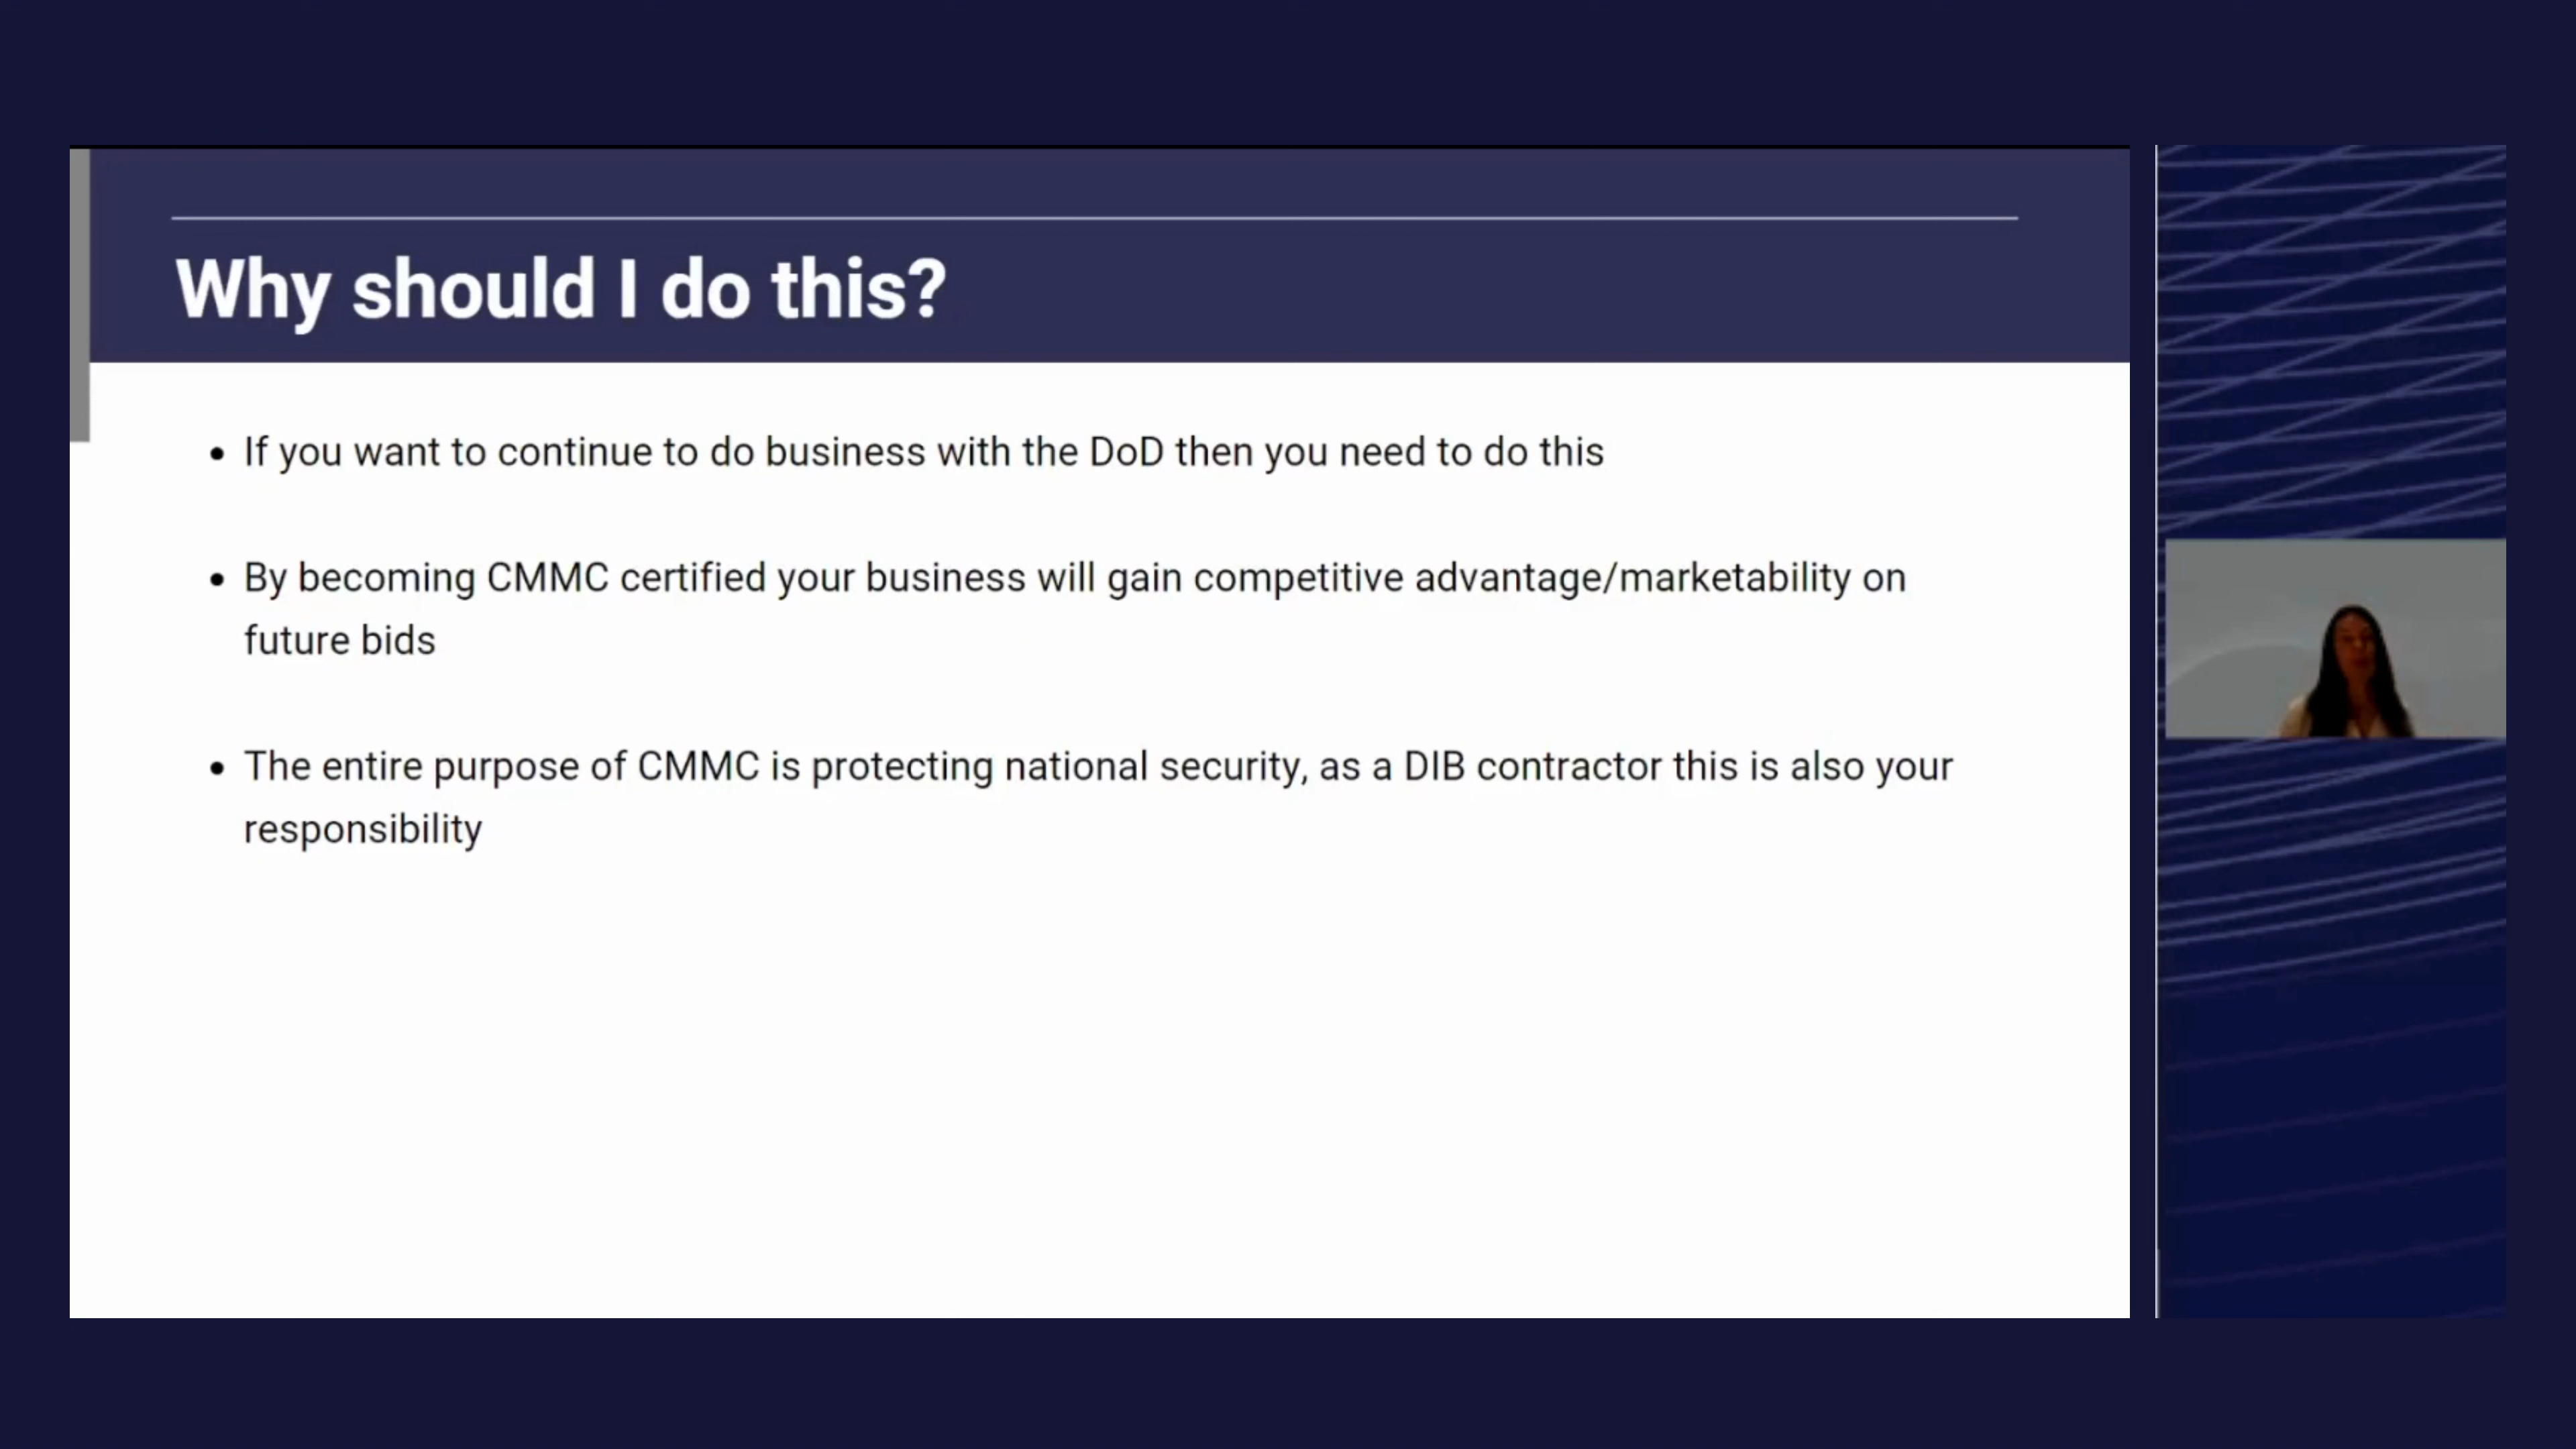 Why should I do this?
• If you want to continue to do business with the DoD then you need to do this
• By becoming CMMC certified your business will gain competitive advantage/marketability on
future bids
• The entire purpose of CMMC is protecting national security, as a DIB contractor this is also your
responsibility